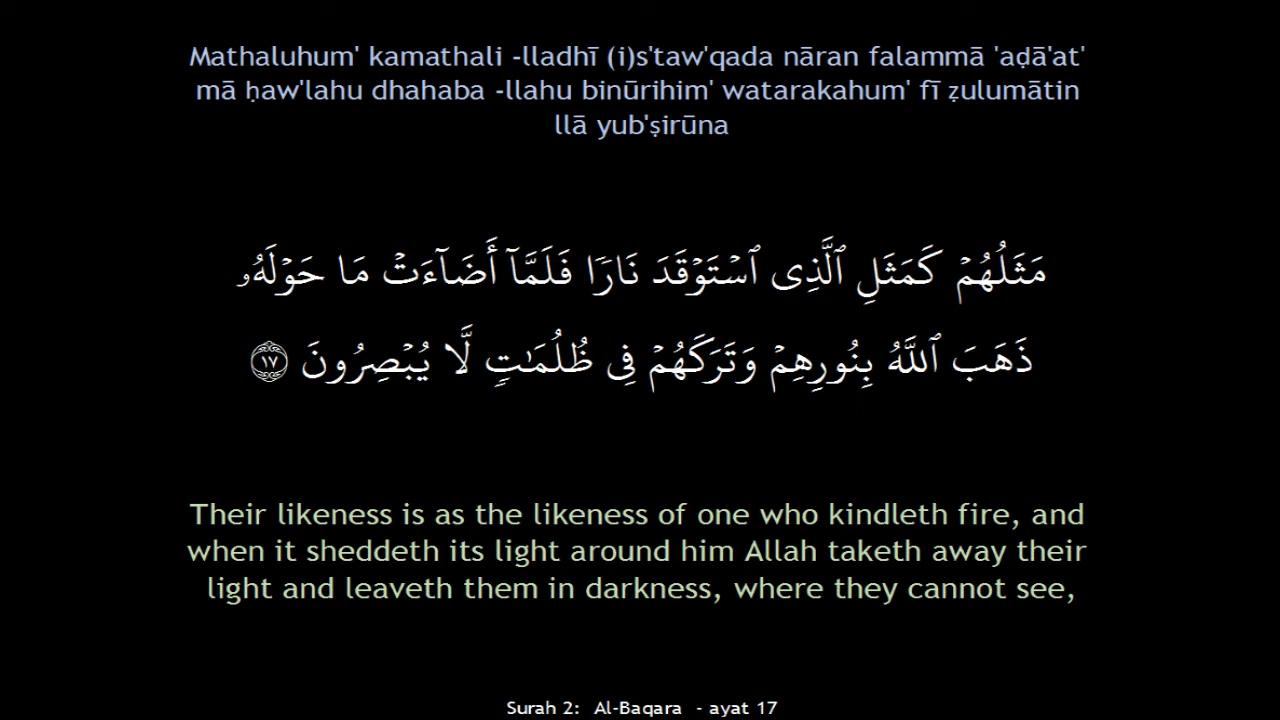 Mathaluhum' kamathali -lladhī (i)s'taw'qada nāran falammā 'aḍā'at'
mā ḥaw'lahu dhahaba -llahu binūrihim' watarakahum' fī ẓulumātin
llā yub'ṣirūna
مَثَلُهُمۡ كَمَثَلِ ٱلَّذِى ٱسۡتَوۡقَدَ نَارًۭا فَلَمَّآ أَضَآءَتۡ مَا حَوۡلَهُۥ
ذَهَبَ ٱللَّهُ بِنُورِهِمۡ وَتَرَكَهُمۡ فِى ظُلُمَـٰتٍۢ لَّا يُبۡصِرُونَ ١٧
Their likeness is as the likeness of one who kindleth fire, and
when it sheddeth its light around him Allah taketh away their
light and leaveth them in darkness, where they cannot see,
Surah 2: Al-Baqara - ayat 17